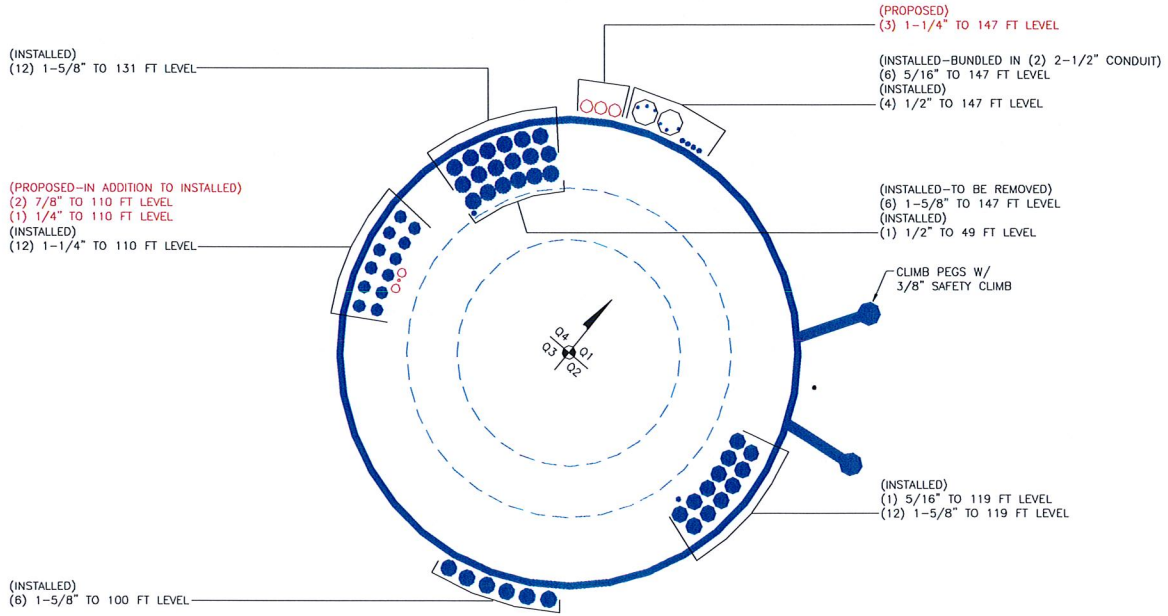 (PROPOSED)
(3) 1-1/4" TO 147 FT LEVEL
(INSTALLED)
(12) 1-5/8" TO 131 FT LEVEL
(INSTALLED-BUNDLED IN (2) 2-1/2" CONDUIT)
(6) 5/16" TO 147 FT LEVEL
(INSTALLED)
(4) 1/2" TO 147 FT LEVEL
(PROPOSED-IN ADDITION TO INSTALLED)
(2) 7/8" TO 110 FT LEVEL
(1) 1/4" TO 110 FT LEVEL
(INSTALLED)
(12) 1-1/4" TO 110 FT LEVEL
(INSTALLED-TO BE REMOVED)
(6) 1-5/8" TO 147 FT LEVEL
(INSTALLED)
(1) 1/2" TO 49 FT LEVEL
CLIMB PEGS W/
3/8" SAFETY CLIMB
Q4
Q1
Q3
Q2
(INSTALLED)
(1) 5/16" TO 119 FT LEVEL
(12) 1-5/8" TO 119 FT LEVEL
(INSTALLED)
(6) 1-5/8" TO 100 FT LEVEL